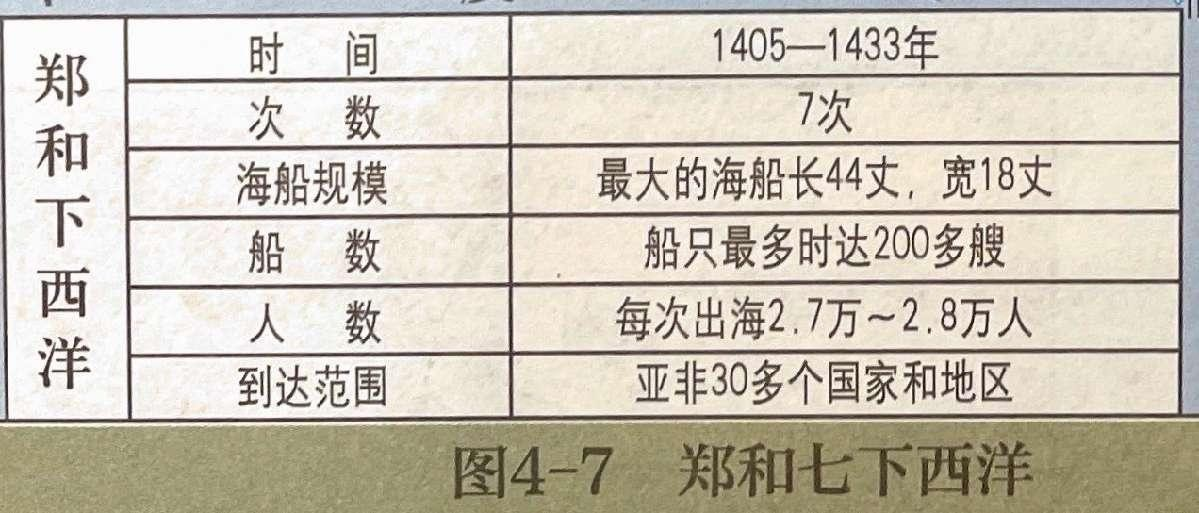 郑和下西洋
时 间 1405—1433年
次 数 7次
海船规模 最大的海船长44丈，宽18丈
船 数 船只最多时达200多艘
人 数 每次出海2.7万～2.8万人
到达范围 亚非30多个国家和地区
图4-7 郑和七下西洋